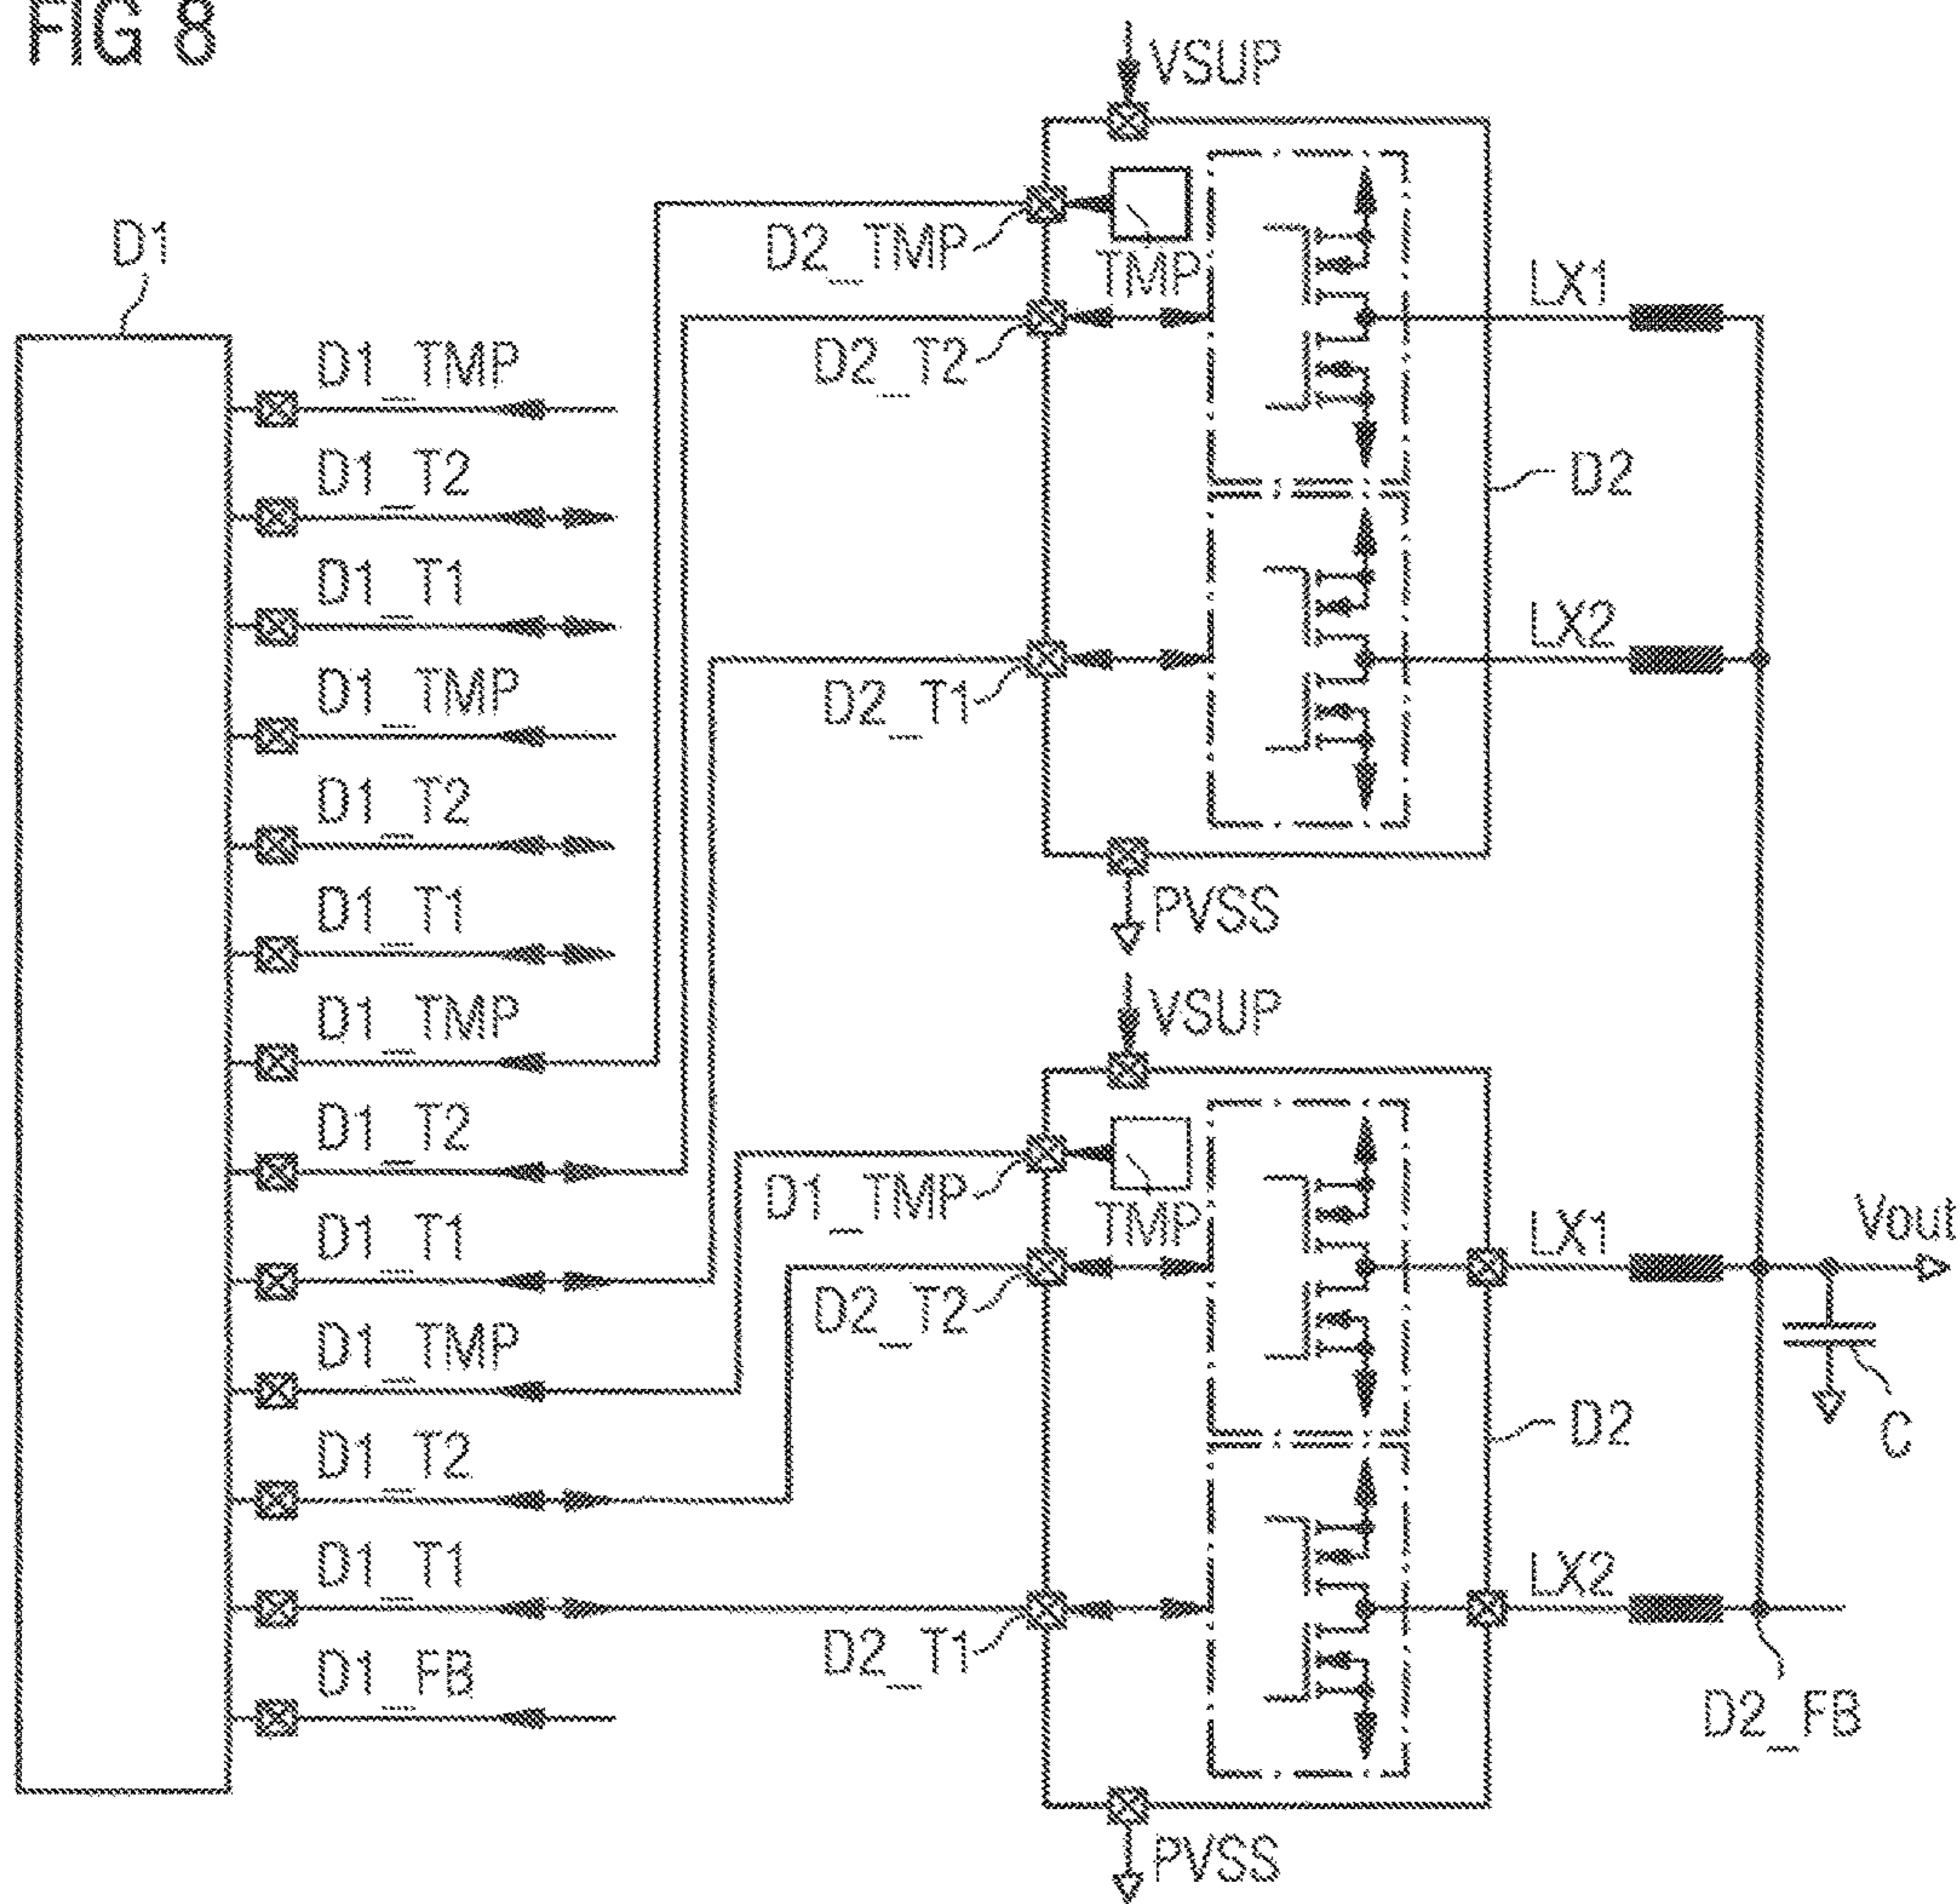 FIG 8
VSUP
D1
D2_TMP
TMP
LX1
D1_TMP
D2_T2
D1_T2
D2
D1_T1
LX2
D1_TMP
D2_T1
D1_T2
D1_T1
PVSS
D1_TMP
VSUP
D1_T2
D1_TMP
TMP
LX1
Vout
D1_T1
D2_T2
D1_TMP
D2
C
D1_T2
D1_T1
LX2
D2_T1
D1_FB
D2_FB
PVSS